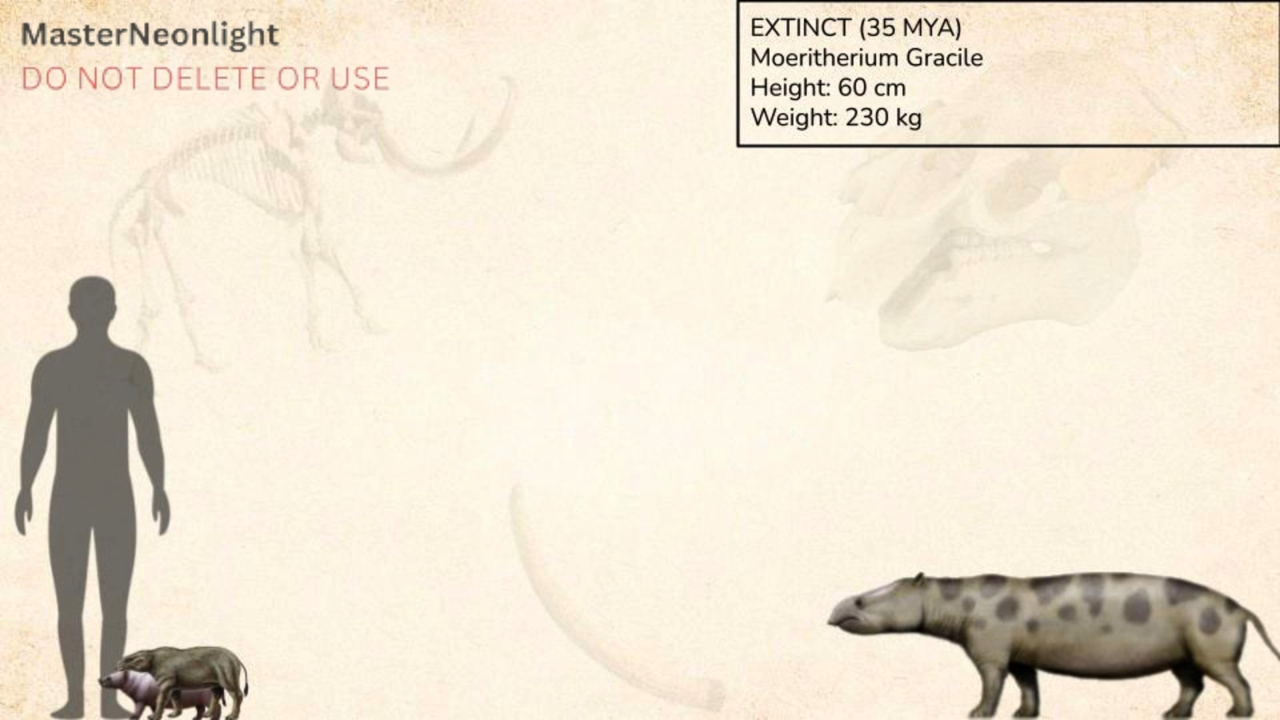 MasterNeonlight
DO NOT DELETE OR USE
EXTINCT (35 MYA)
Moeritherium Gracile
Height: 60 cm
Weight: 230 kg